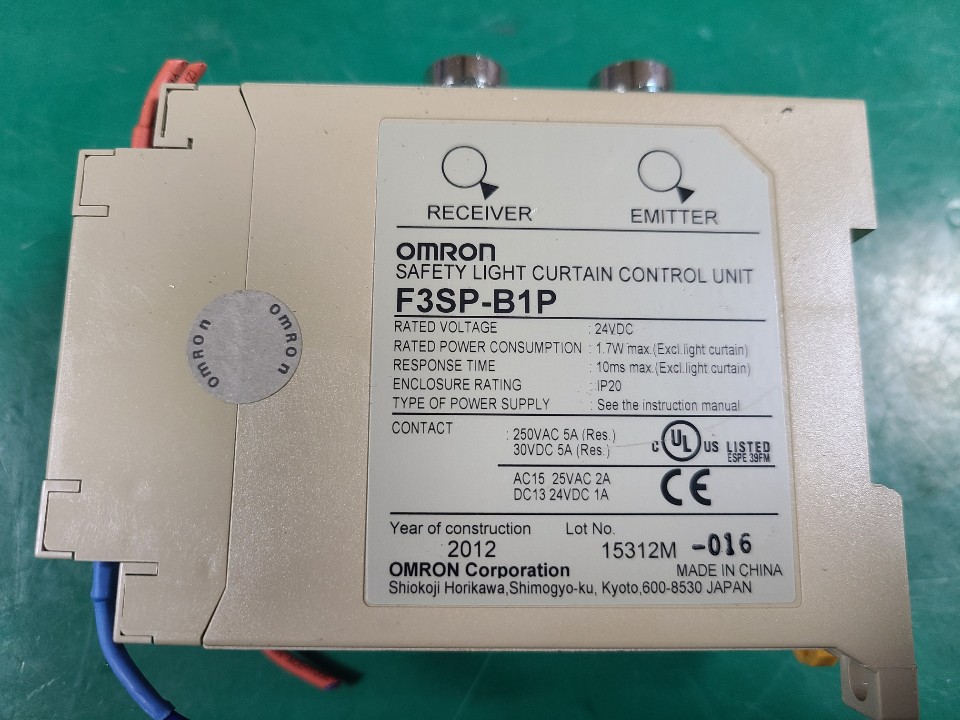 RECEIVER
EMITTER
OMRON
SAFETY LIGHT CURTAIN CONTROL UNIT
F3SP-B1P
RATED VOLTAGE : 24VDC
RATED POWER CONSUMPTION : 1.7W max.(Excl.light curtain)
RESPONSE TIME : 10ms max.(Excl.light curtain)
ENCLOSURE RATING : IP20
TYPE OF POWER SUPPLY : See the instruction manual
CONTACT : 250VAC 5A (Res.)
30VDC 5A (Res.)
C UL US LISTED
ESPE 39FM
AC15 25VAC 2A
DC13 24VDC 1A
CE
Year of construction Lot No.
2012 15312M -016
OMRON Corporation MADE IN CHINA
Shiokoji Horikawa,Shimogyo-ku, Kyoto,600-8530 JAPAN
omron
omron